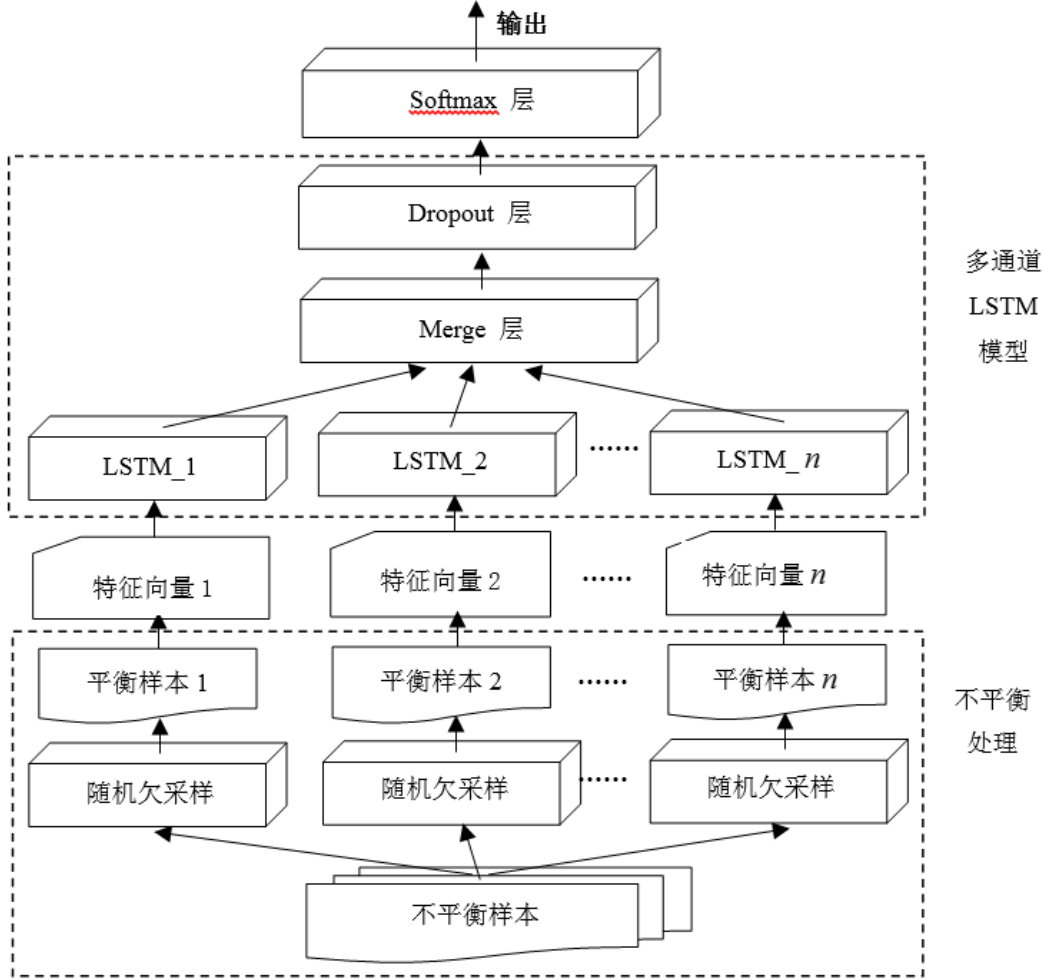 输出
Softmax 层
Dropout 层
Merge 层
多通道
LSTM
模型
LSTM_1
LSTM_2
......
LSTM_ n
特征向量 1
特征向量 2
......
特征向量 n
平衡样本 1
平衡样本 2
......
平衡样本 n
不平衡
处理
随机欠采样
随机欠采样
......
随机欠采样
不平衡样本